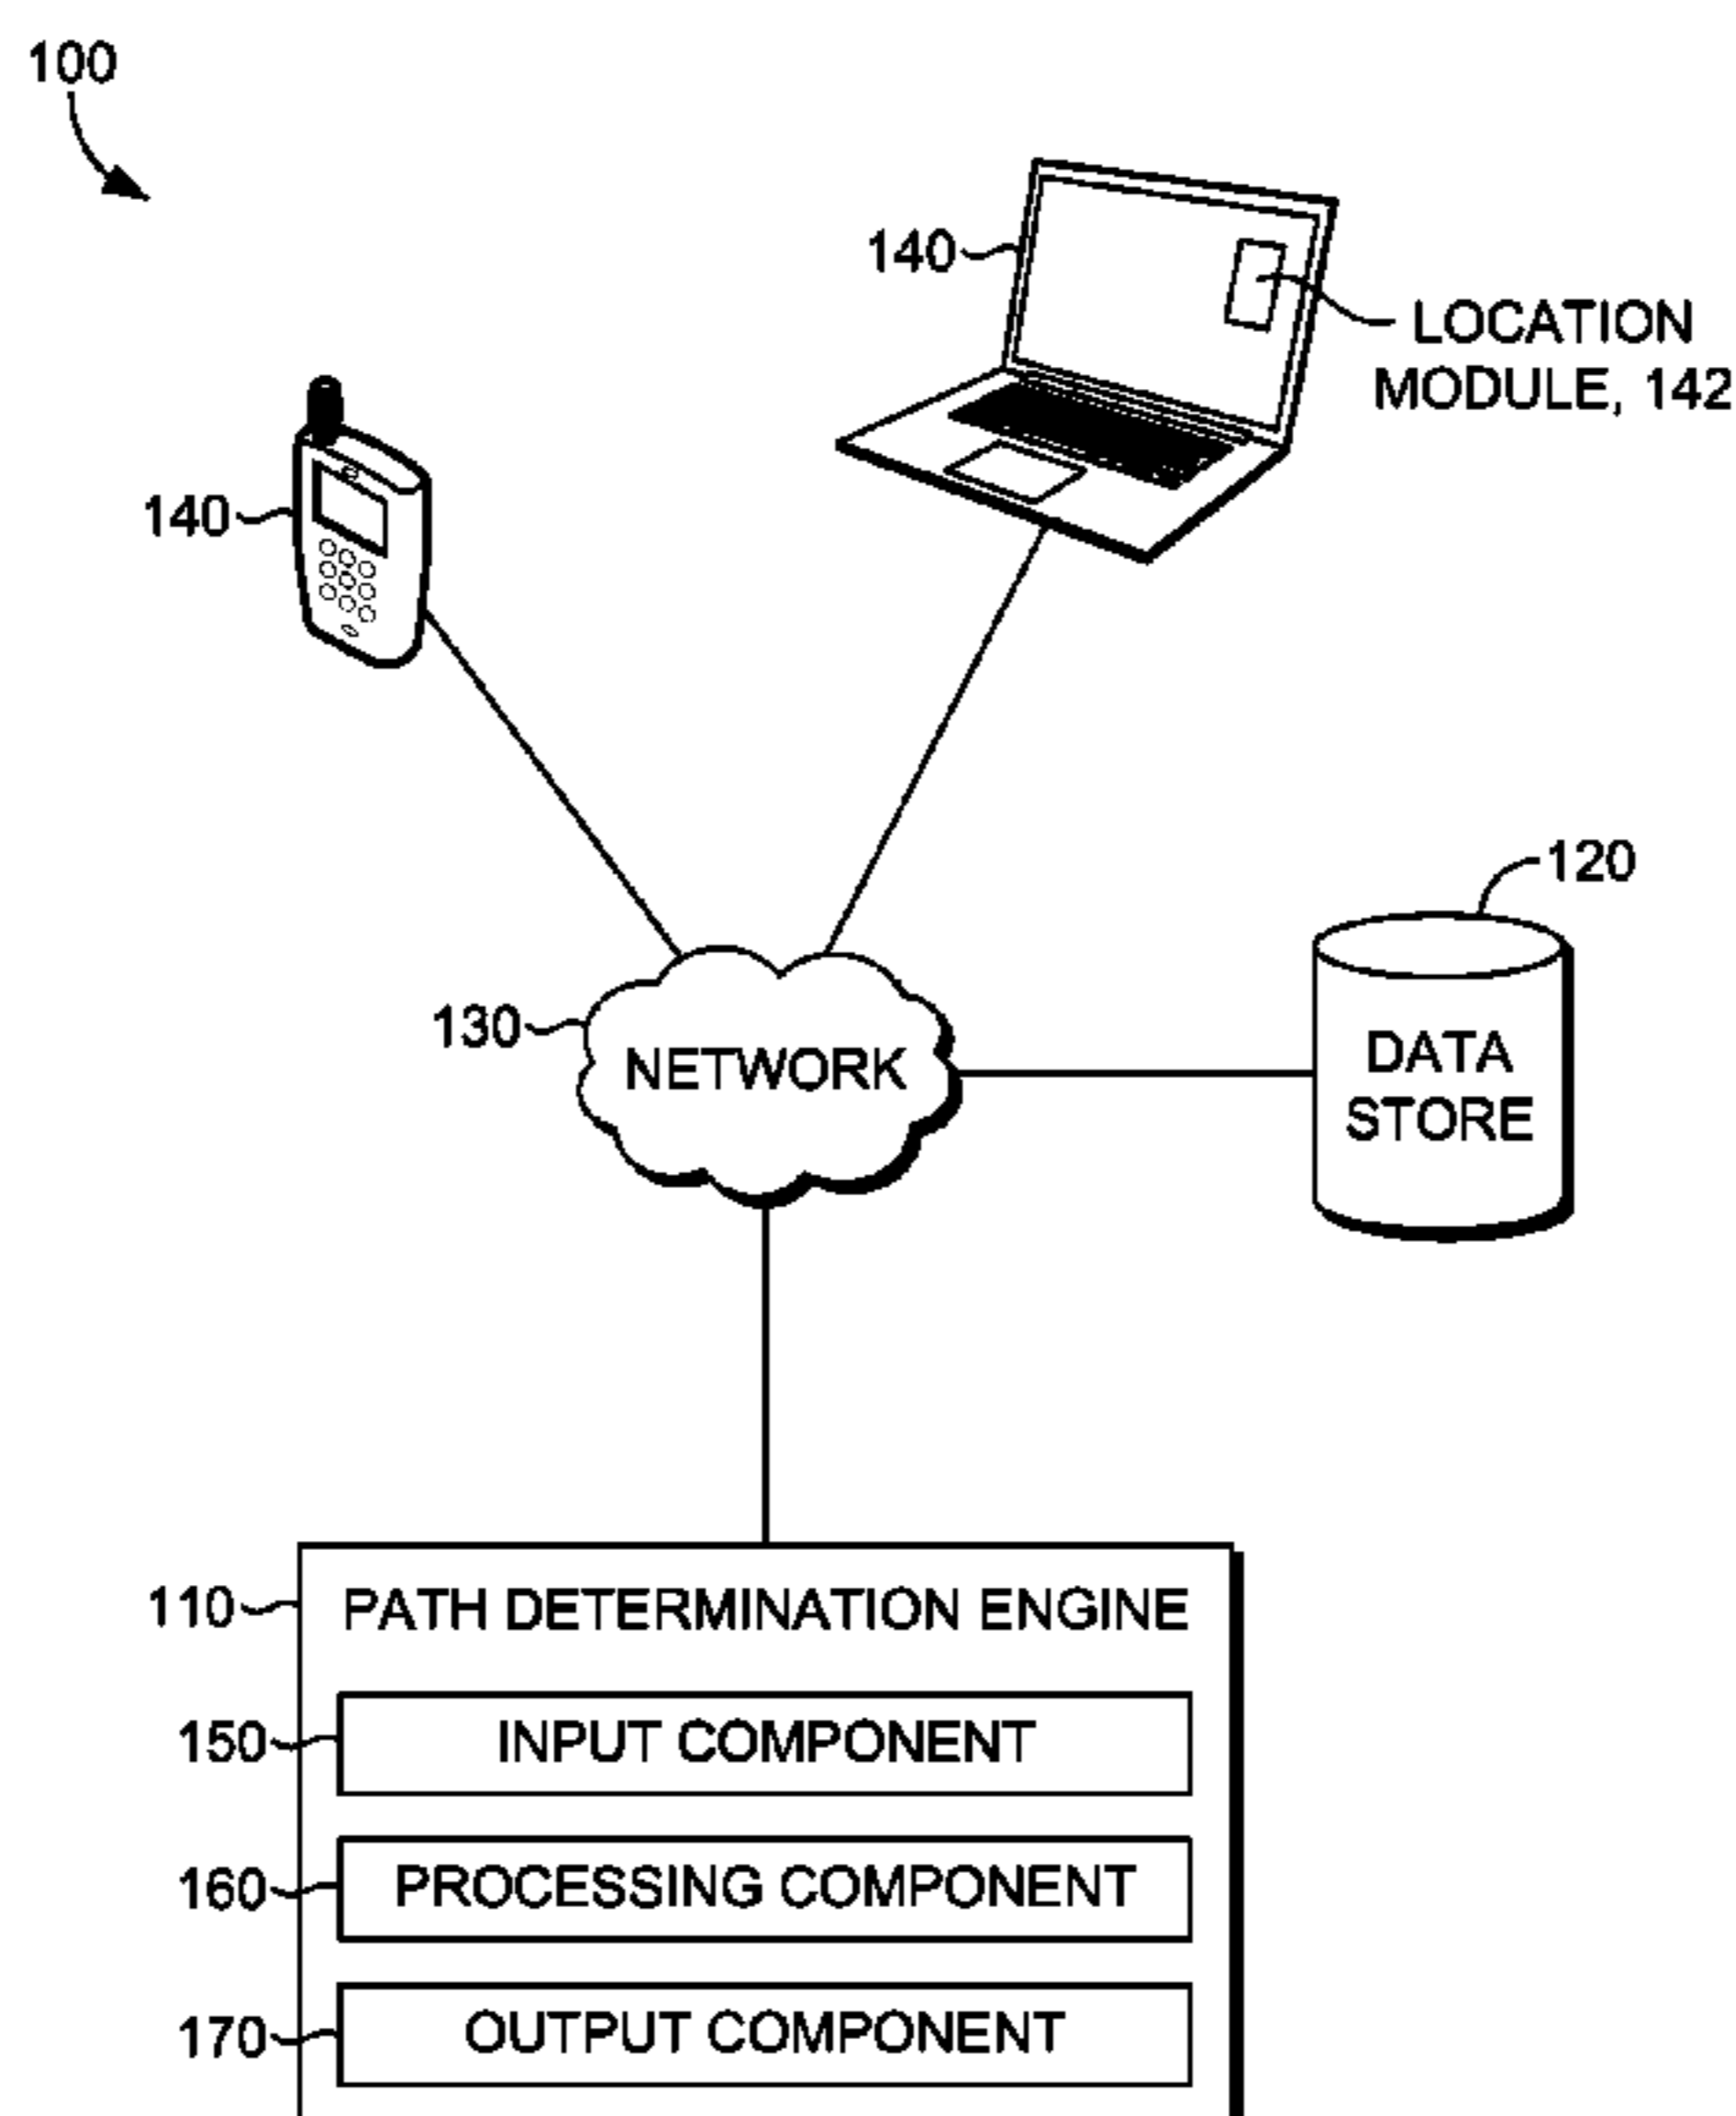 100
140
LOCATION
MODULE, 142
140
120
130
NETWORK
DATA
STORE
110
PATH DETERMINATION ENGINE
150
INPUT COMPONENT
160
PROCESSING COMPONENT
170
OUTPUT COMPONENT